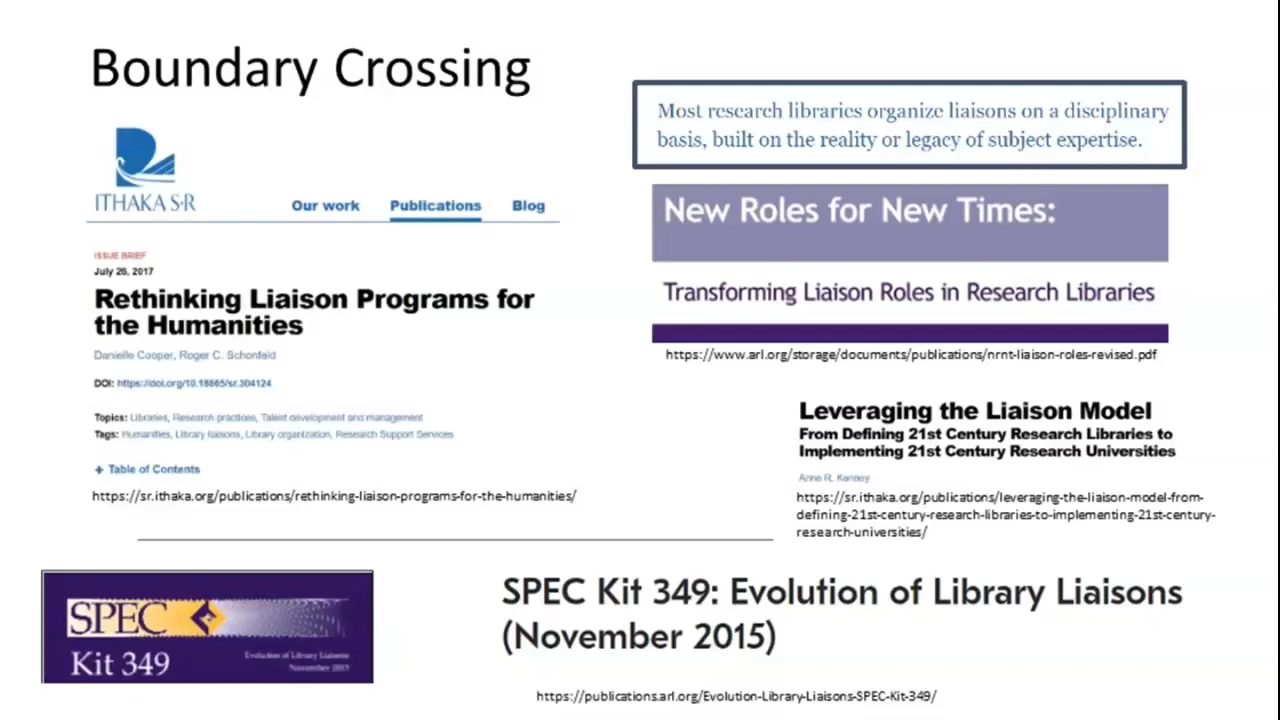 Boundary Crossing
Most research libraries organize liaisons on a disciplinary
basis, built on the reality or legacy of subject expertise.
ITHAKA S·R
Our work Publications Blog
ISSUE BRIEF
July 26, 2017
Rethinking Liaison Programs for
the Humanities
Danielle Cooper, Roger C. Schonfeld
DOI: https://doi.org/10.18665/sr.304124
Topics: Libraries, Research practices, Talent development and management
Tags: Humanities, Library liaisons, Library organization, Research Support Services
+ Table of Contents
https://sr.ithaka.org/publications/rethinking-liaison-programs-for-the-humanities/
New Roles for New Times:
Transforming Liaison Roles in Research Libraries
https://www.arl.org/storage/documents/publications/nrnt-liaison-roles-revised.pdf
Leveraging the Liaison Model
From Defining 21st Century Research Libraries to
Implementing 21st Century Research Universities
Anne R. Kenney
https://sr.ithaka.org/publications/leveraging-the-liaison-model-from-
defining-21st-century-research-libraries-to-implementing-21st-century-
research-universities/
SPEC
Kit 349
Evolution of Library Liaisons
November 2015
SPEC Kit 349: Evolution of Library Liaisons
(November 2015)
https://publications.arl.org/Evolution-Library-Liaisons-SPEC-Kit-349/